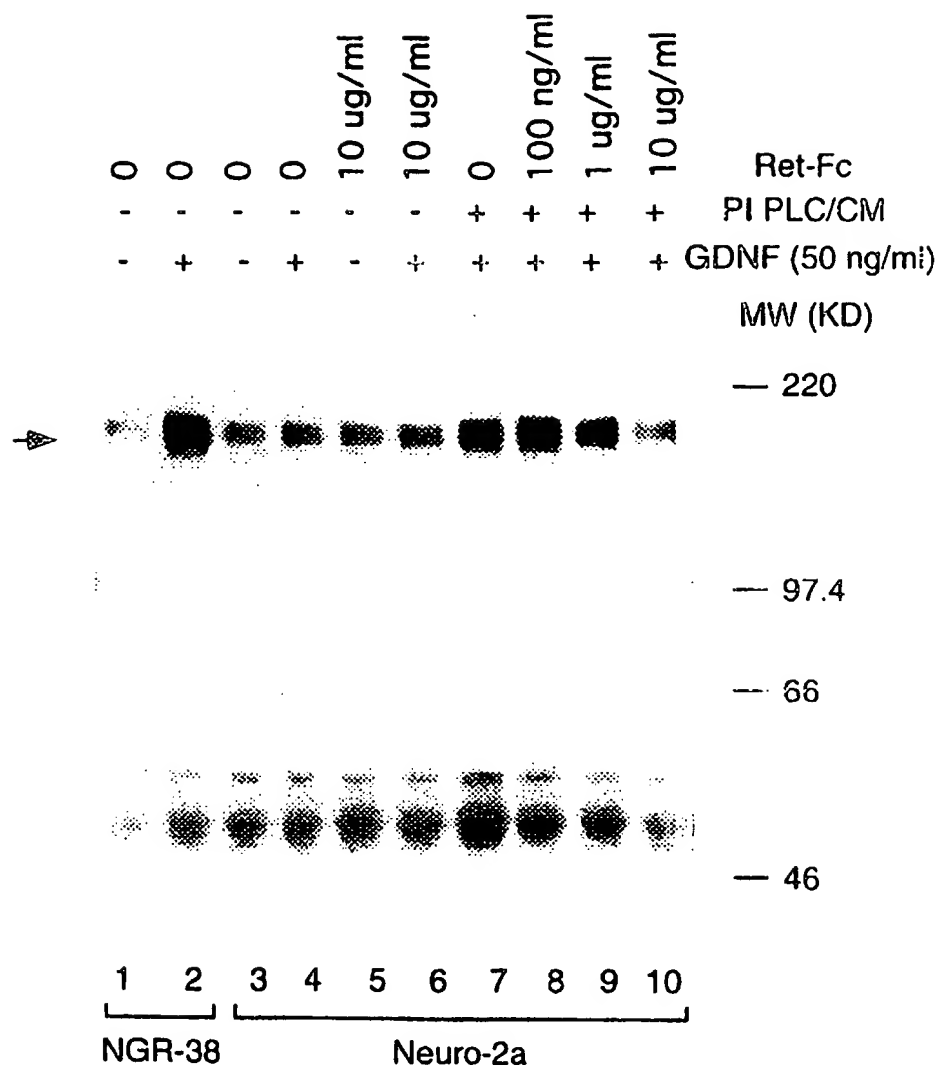 0 0 0 0 10 ug/ml 10 ug/ml 0 100 ng/ml 1 ug/ml 10 ug/ml Ret-Fc
- - - - - - + + + + PI PLC/CM
- + - + - + + + + + GDNF (50 ng/ml)
MW (KD)
220
97.4
66
46
1 2 3 4 5 6 7 8 9 10
NGR-38 Neuro-2a